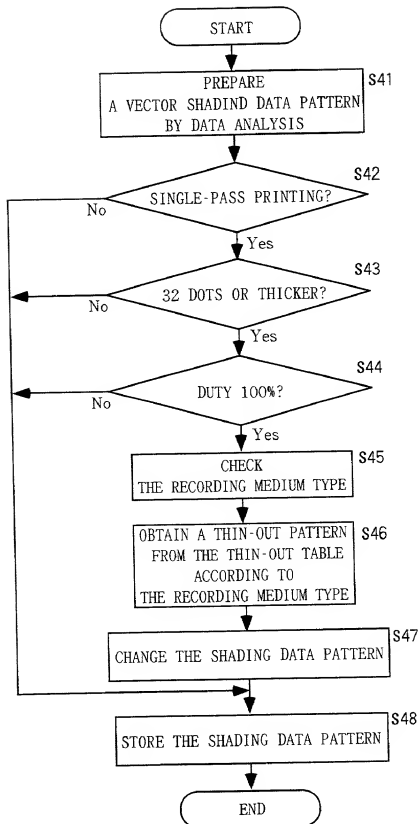 START
PREPARE
A VECTOR SHADIND DATA PATTERN
BY DATA ANALYSIS
S41
SINGLE-PASS PRINTING?
S42
No
Yes
32 DOTS OR THICKER?
S43
No
Yes
DUTY 100%?
S44
No
Yes
CHECK
THE RECORDING MEDIUM TYPE
S45
OBTAIN A THIN-OUT PATTERN
FROM THE THIN-OUT TABLE
ACCORDING TO
THE RECORDING MEDIUM TYPE
S46
CHANGE THE SHADING DATA PATTERN
S47
STORE THE SHADING DATA PATTERN
S48
END